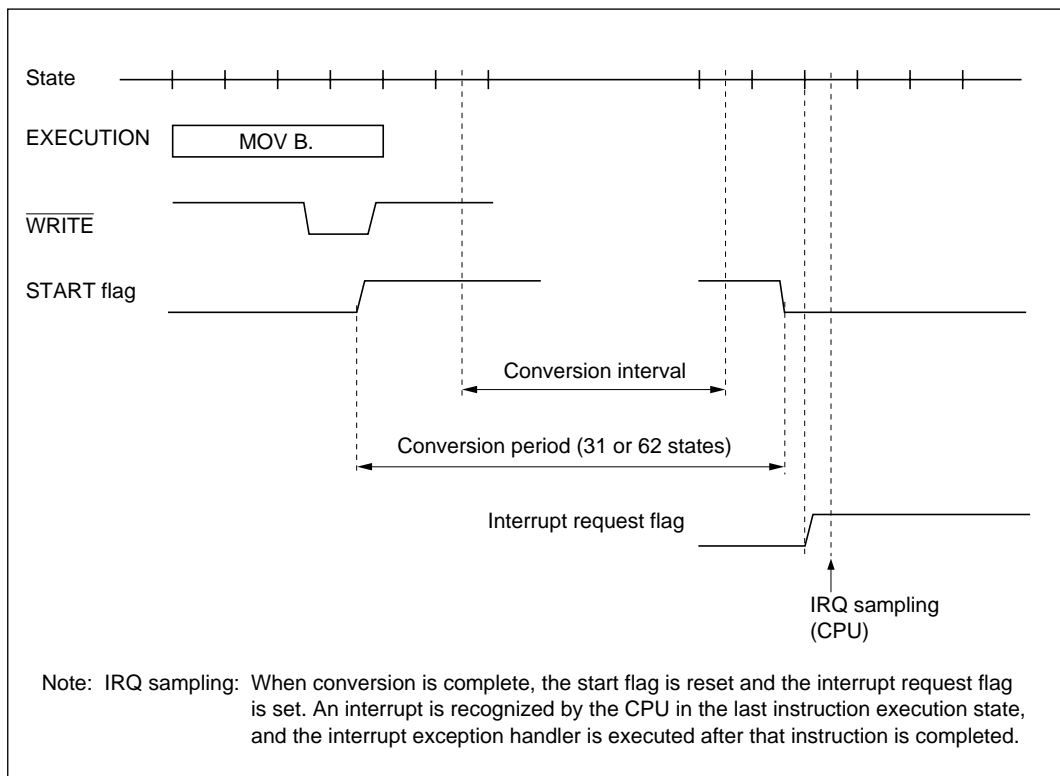 State
EXECUTION
MOV B.
WRITE
START flag
Conversion interval
Conversion period (31 or 62 states)
Interrupt request flag
IRQ sampling
(CPU)
Note: IRQ sampling: When conversion is complete, the start flag is reset and the interrupt request flag
is set. An interrupt is recognized by the CPU in the last instruction execution state,
and the interrupt exception handler is executed after that instruction is completed.